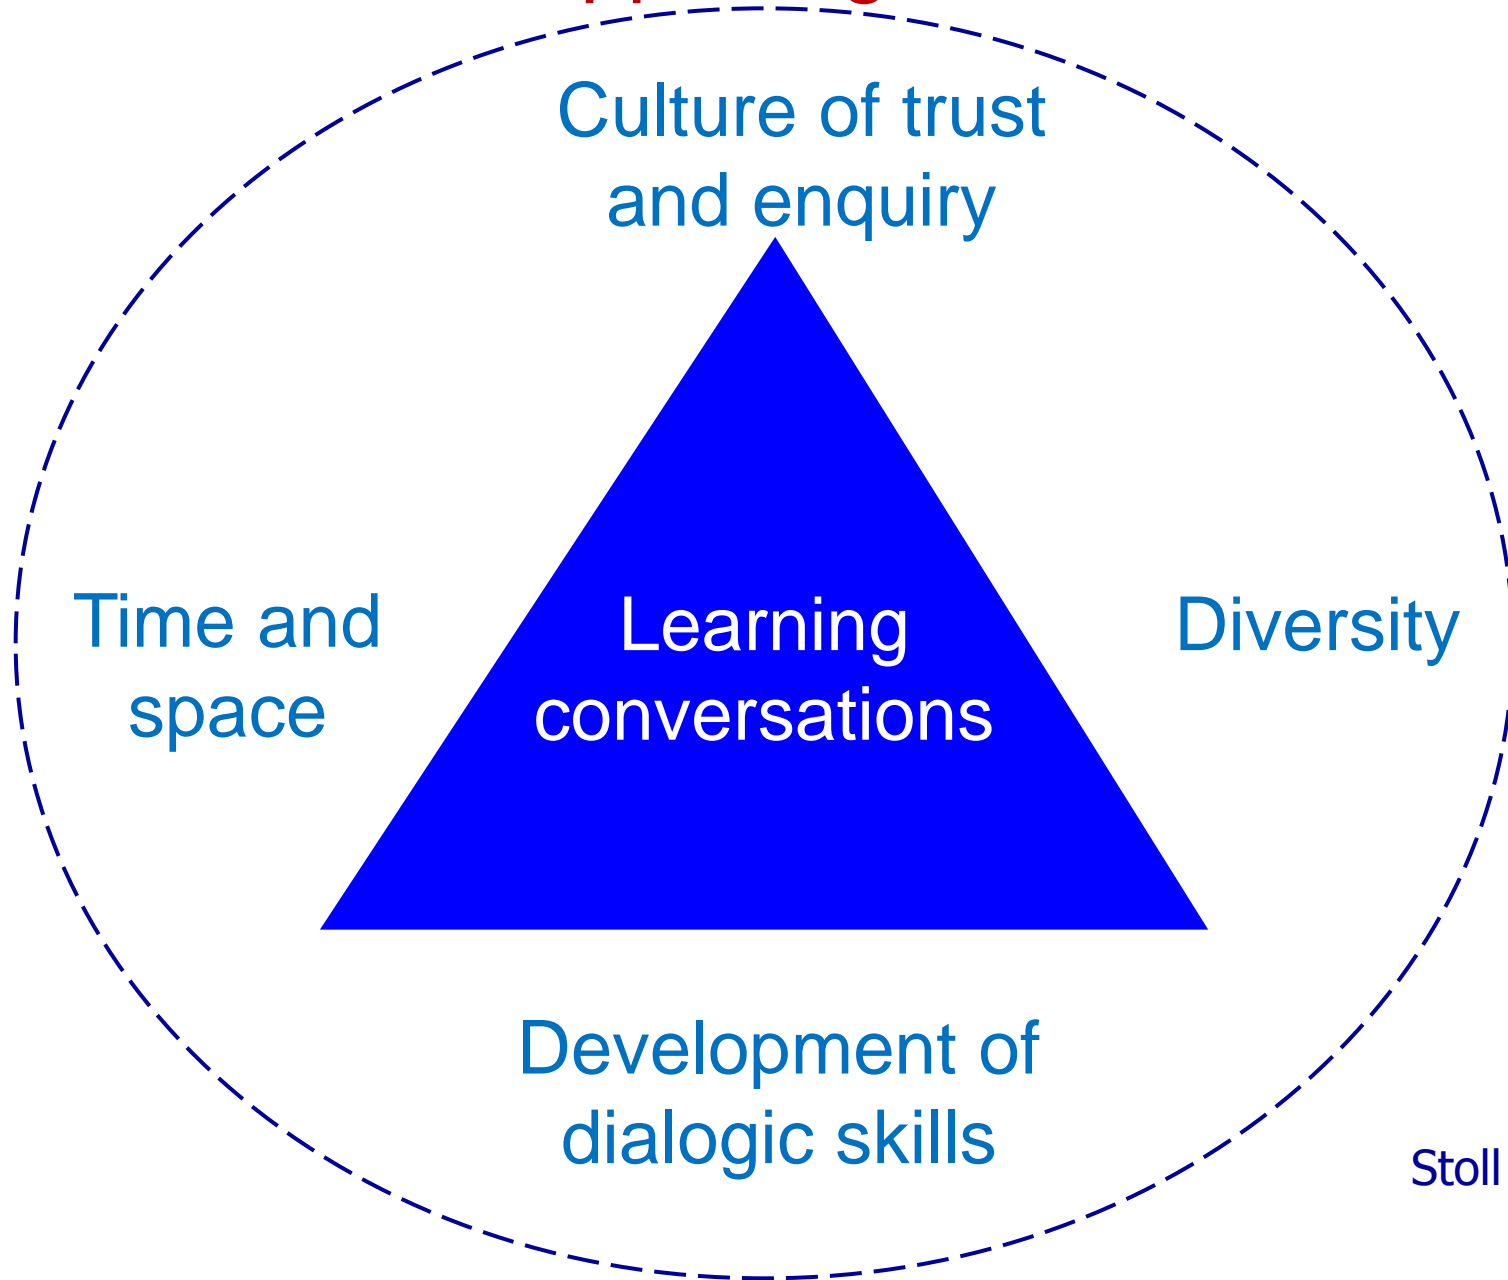 Culture of trust
and enquiry
Time and
space
Learning
conversations
Diversity
Development of
dialogic skills
Stoll